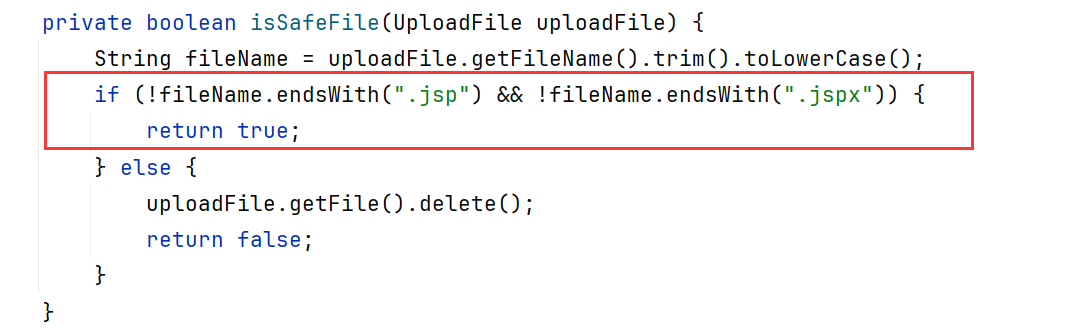 private boolean isSafeFile(UploadFile uploadFile) {
    String fileName = uploadFile.getFileName().trim().toLowerCase();
    if (!fileName.endsWith(".jsp") && !fileName.endsWith(".jspx")) {
        return true;
    } else {
        uploadFile.getFile().delete();
        return false;
    }
}